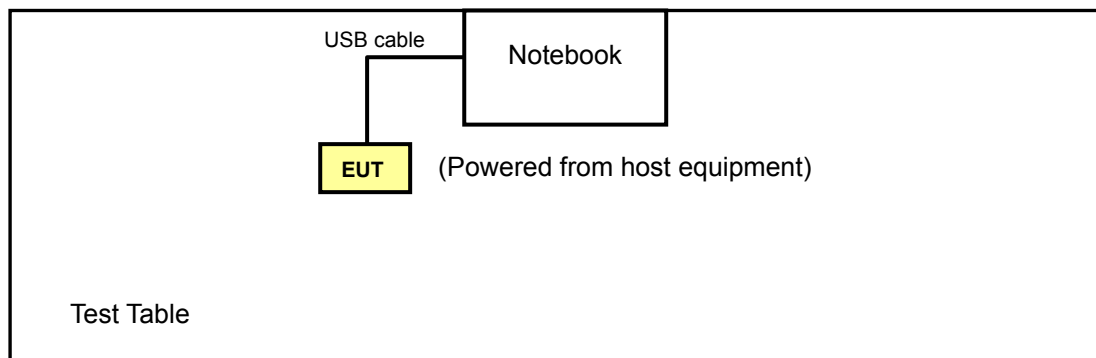 USB cable
Notebook
EUT
(Powered from host equipment)
Test Table